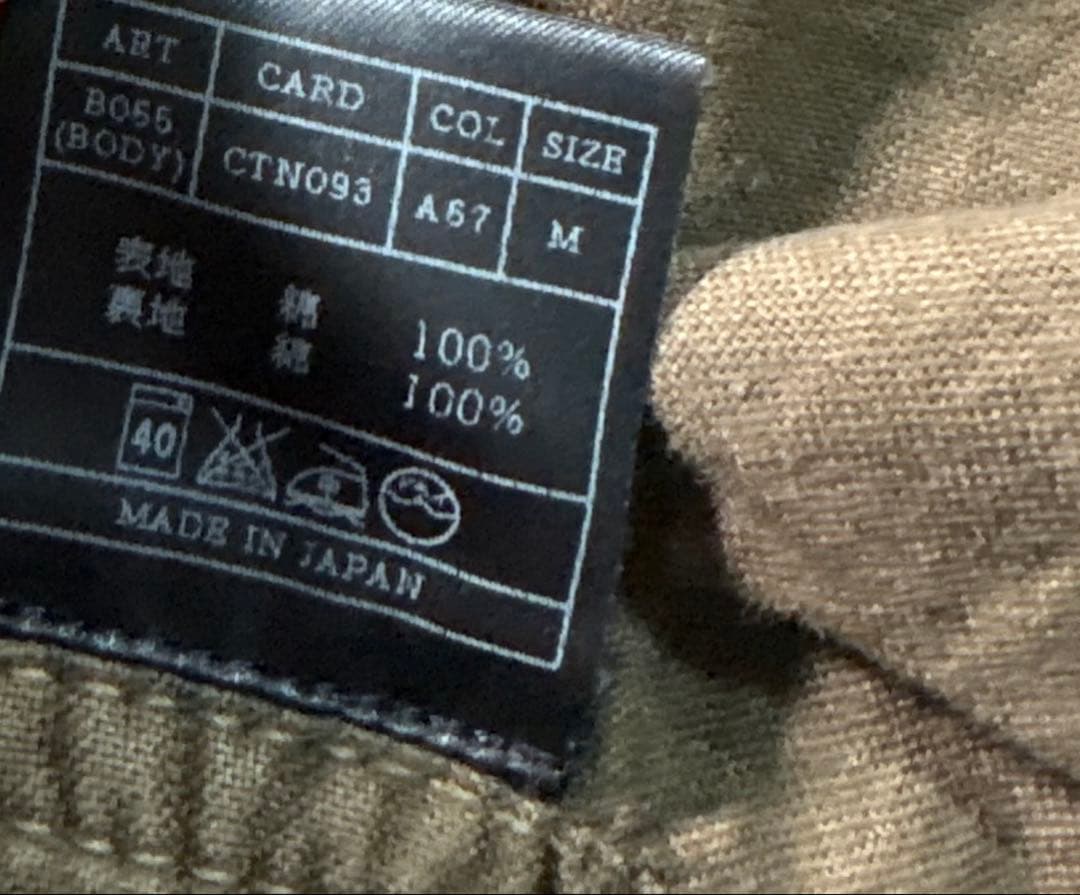 ART CARD COL SIZE
B055 (BODY) CTN093 A67 M
表地 綿 100%
裏地 綿 100%
40
MADE IN JAPAN